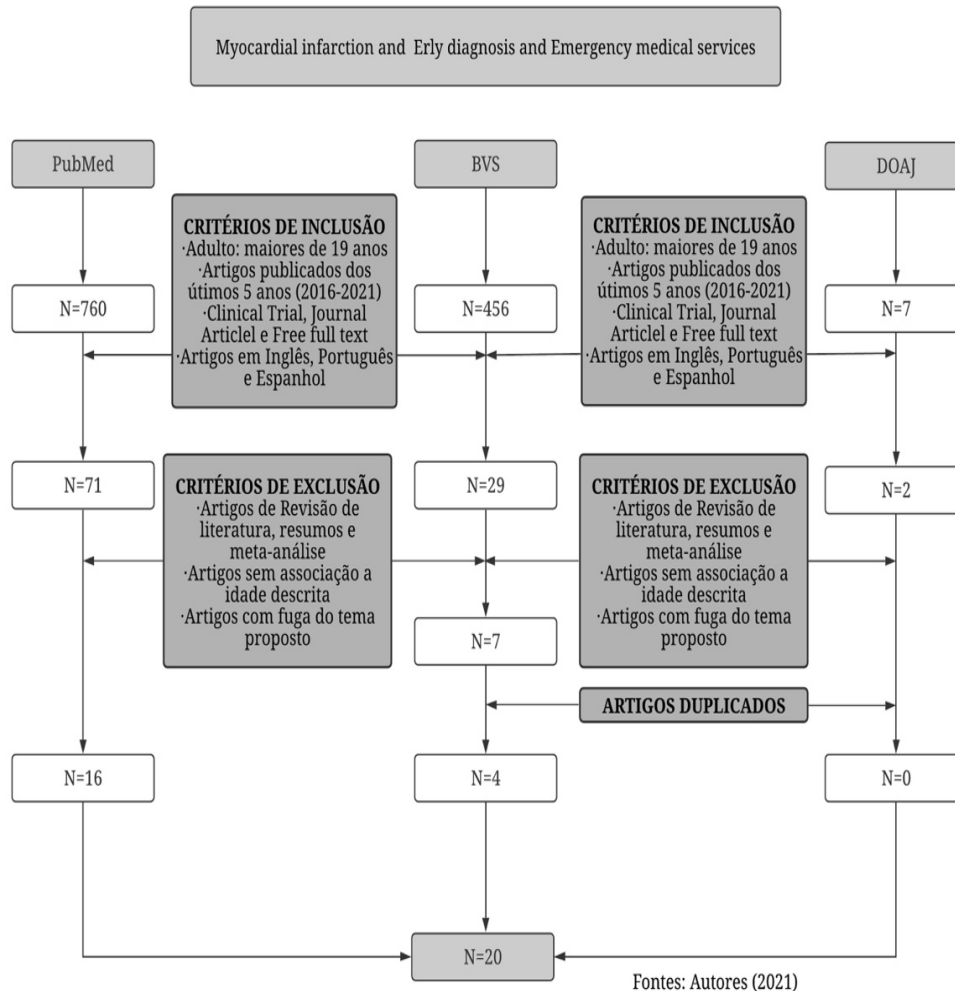 Myocardial infarction and Erly diagnosis and Emergency medical services
PubMed
BVS
DOAJ
CRITÉRIOS DE INCLUSÃO
·Adulto: maiores de 19 anos
·Artigos publicados dos
útimos 5 anos (2016-2021)
·Clinical Trial, Journal
Articlel e Free full text
·Artigos em Inglês, Português
e Espanhol
CRITÉRIOS DE INCLUSÃO
·Adulto: maiores de 19 anos
·Artigos publicados dos
útimos 5 anos (2016-2021)
·Clinical Trial, Journal
Articlel e Free full text
·Artigos em Inglês, Português
e Espanhol
N=760
N=456
N=7
N=71
N=29
N=2
CRITÉRIOS DE EXCLUSÃO
·Artigos de Revisão de
literatura, resumos e
meta-análise
·Artigos sem associação a
idade descrita
·Artigos com fuga do tema
proposto
CRITÉRIOS DE EXCLUSÃO
·Artigos de Revisão de
literatura, resumos e
meta-análise
·Artigos sem associação a
idade descrita
·Artigos com fuga do tema
proposto
N=7
ARTIGOS DUPLICADOS
N=16
N=4
N=0
N=20
Fontes: Autores (2021)